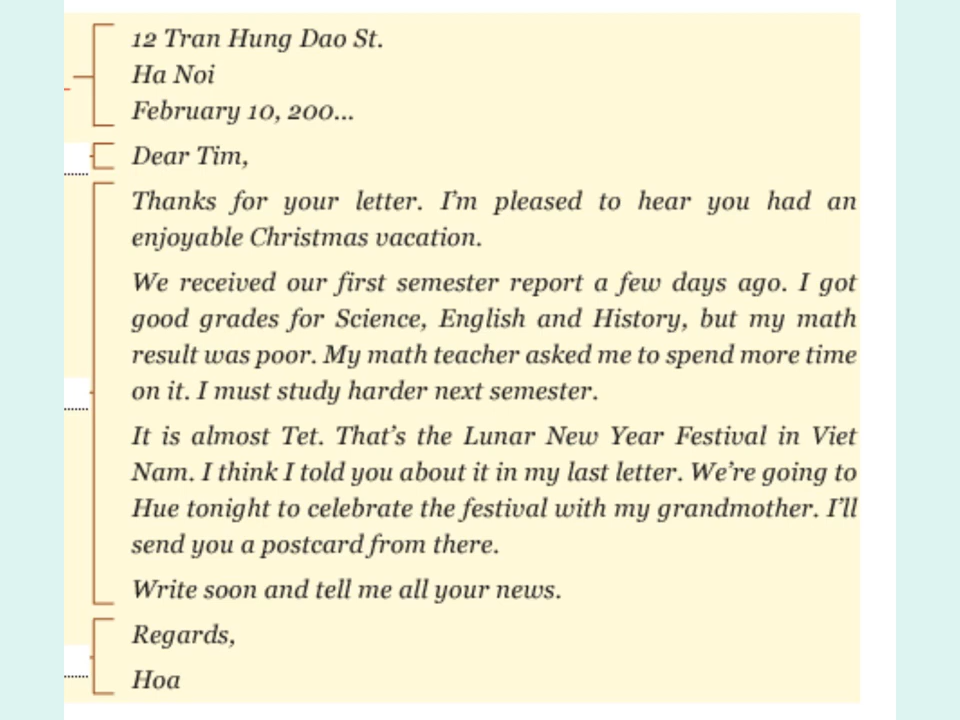 12 Tran Hung Dao St.
Ha Noi
February 10, 200...
Dear Tim,
Thanks for your letter. I'm pleased to hear you had an
enjoyable Christmas vacation.
We received our first semester report a few days ago. I got
good grades for Science, English and History, but my math
result was poor. My math teacher asked me to spend more time
on it. I must study harder next semester.
It is almost Tet. That's the Lunar New Year Festival in Viet
Nam. I think I told you about it in my last letter. We're going to
Hue tonight to celebrate the festival with my grandmother. I'll
send you a postcard from there.
Write soon and tell me all your news.
Regards,
Hoa